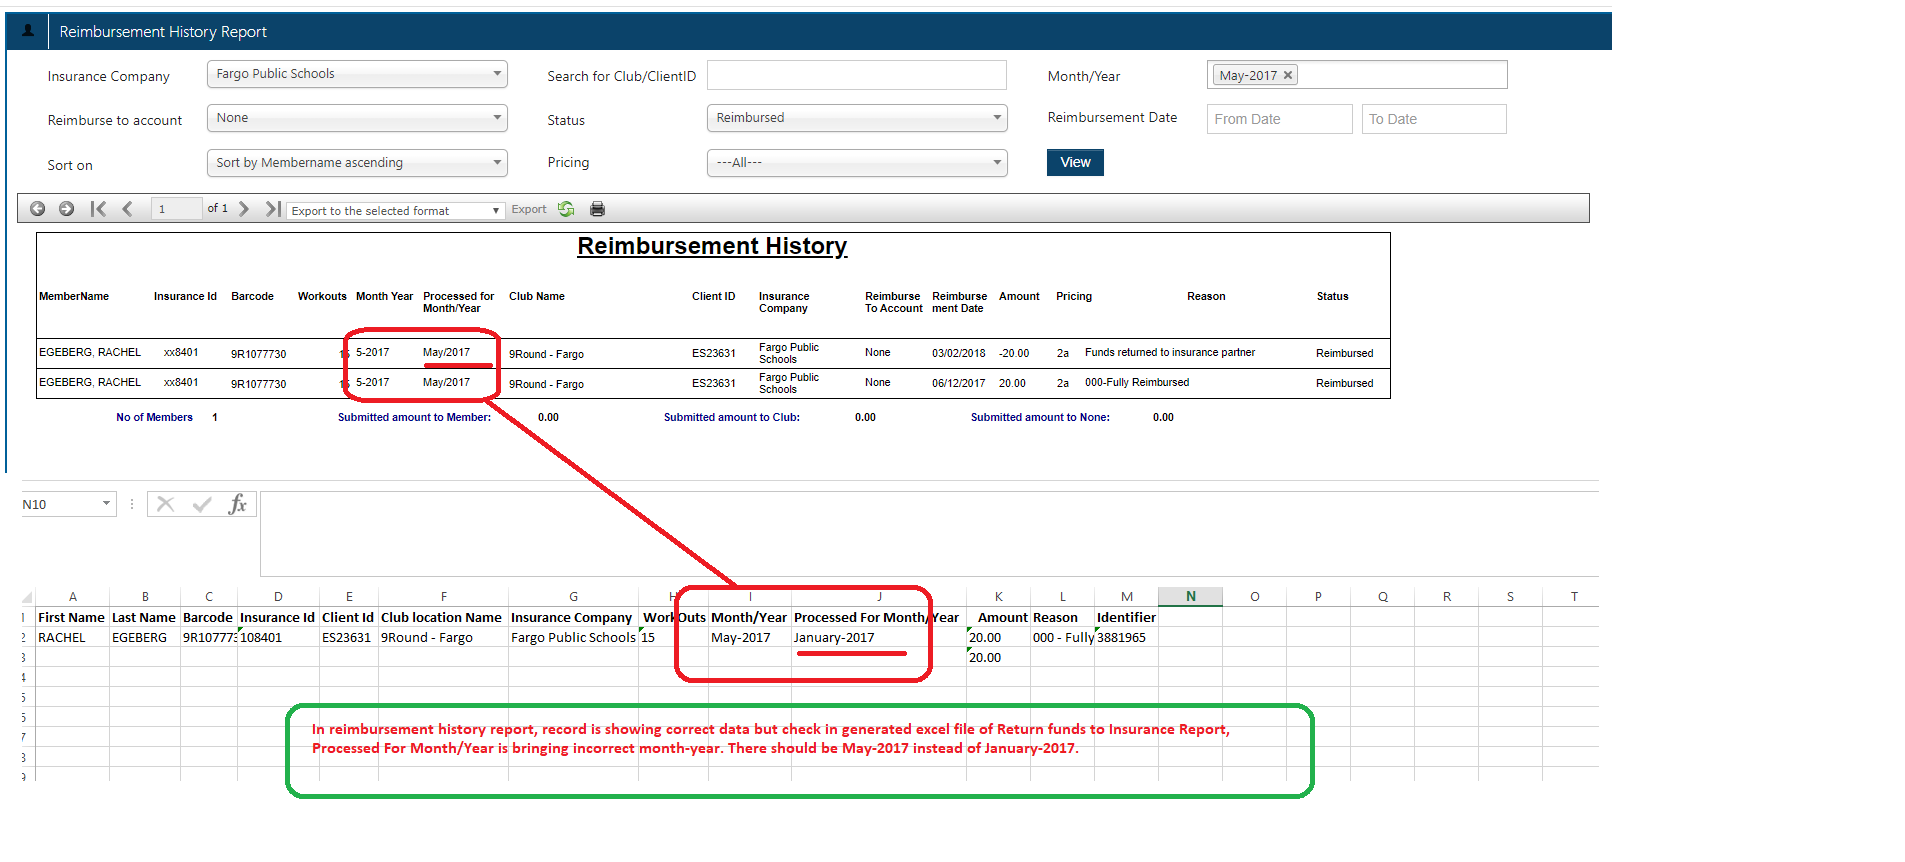 Reimbursement History Report
Insurance Company Fargo Public Schools Search for Club/ClientID Month/Year May-2017 ×
Reimburse to account None Status Reimbursed Reimbursement Date From Date To Date
Sort on Sort by Membername ascending Pricing ---All--- View
1 of 1 Export to the selected format Export
Reimbursement History
MemberName Insurance Id Barcode Workouts Month Year Processed for Club Name Client ID Insurance Reimburse Reimburse Amount Pricing Reason Status
Month/Year Company To Account ment Date
EGEBERG, RACHEL xx8401 9R1077730 15 5-2017 May/2017 9Round - Fargo ES23631 Fargo Public None 03/02/2018 -20.00 2a Funds returned to insurance partner Reimbursed
Schools
EGEBERG, RACHEL xx8401 9R1077730 15 5-2017 May/2017 9Round - Fargo ES23631 Fargo Public None 06/12/2017 20.00 2a 000-Fully Reimbursed Reimbursed
Schools
No of Members 1 Submitted amount to Member: 0.00 Submitted amount to Club: 0.00 Submitted amount to None: 0.00
N10 fx
A B C D E F G H I J K L M N O P Q R S T
1 First Name Last Name Barcode Insurance Id Client Id Club location Name Insurance Company WorkOuts Month/Year Processed For Month/Year Amount Reason Identifier
2 RACHEL EGEBERG 9R107773 108401 ES23631 9Round - Fargo Fargo Public Schools 15 May-2017 January-2017 20.00 000 - Fully 3881965
3 20.00
4
5
In reimbursement history report, record is showing correct data but check in generated excel file of Return funds to Insurance Report,
7 Processed For Month/Year is bringing incorrect month-year. There should be May-2017 instead of January-2017.
9